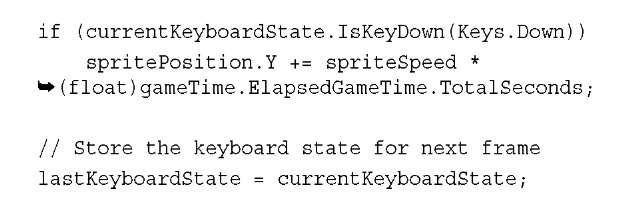 if (currentKeyboardState.IsKeyDown(Keys.Down))
    spritePosition.Y += spriteSpeed *
➥(float)gameTime.ElapsedGameTime.TotalSeconds;

// Store the keyboard state for next frame
lastKeyboardState = currentKeyboardState;